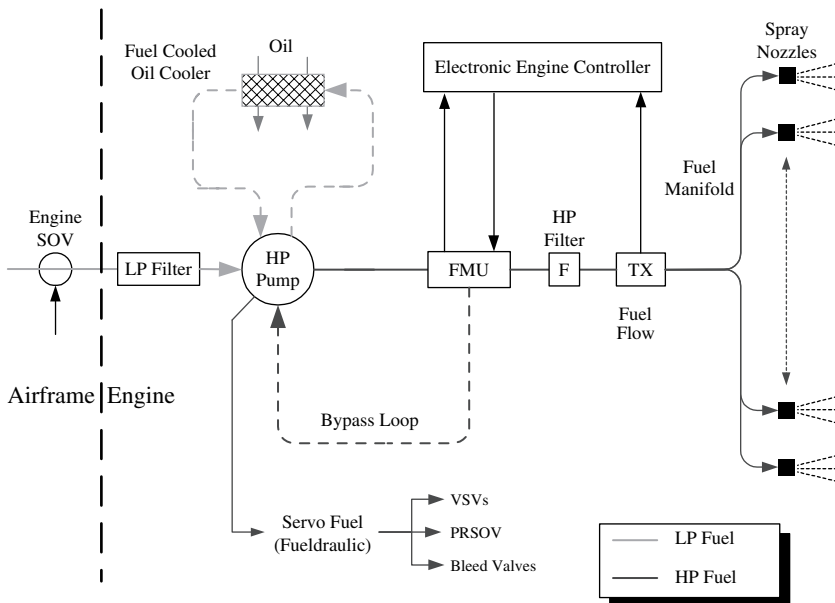 Fuel Cooled
Oil Cooler
Oil
Electronic Engine Controller
Spray
Nozzles
Fuel
Manifold
Engine
SOV
LP Filter
HP
Pump
FMU
HP
Filter
F
TX
Fuel
Flow
Airframe
Engine
Bypass Loop
Servo Fuel
(Fueldraulic)
VSVs
PRSOV
Bleed Valves
LP Fuel
HP Fuel